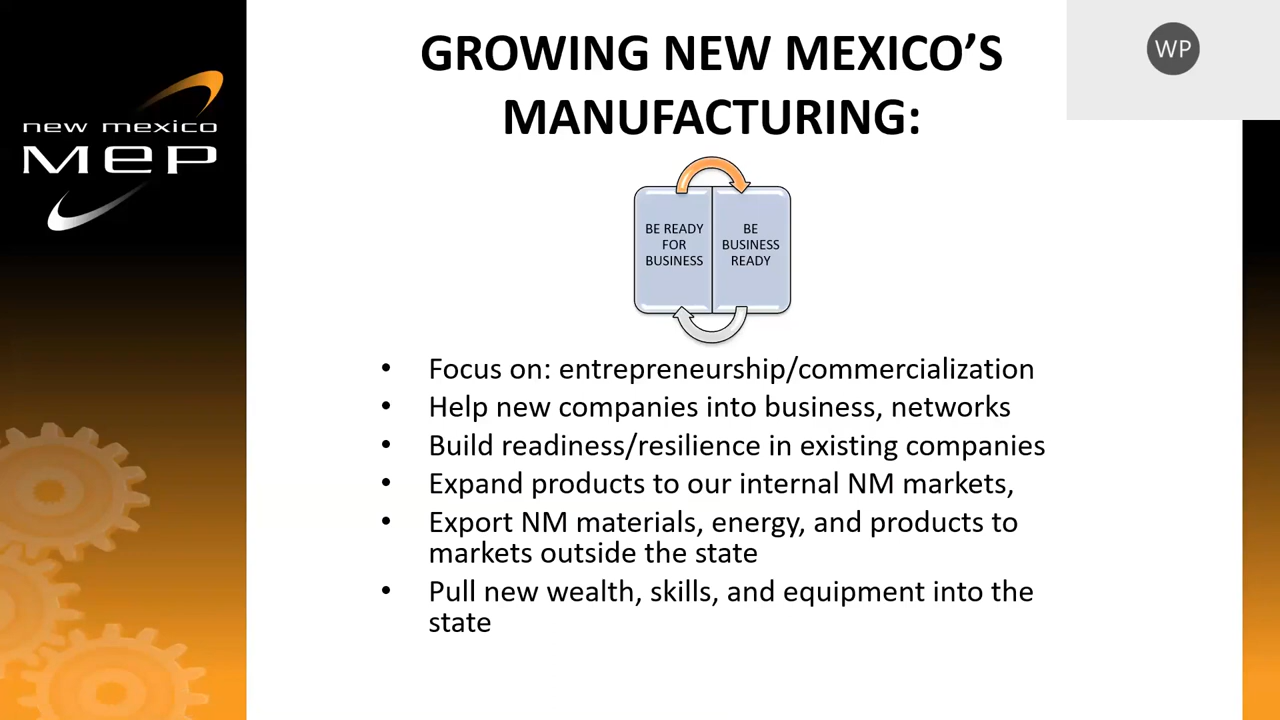 new mexico
MEP
GROWING NEW MEXICO’S
MANUFACTURING:
WP
BE READY
FOR
BUSINESS
BE
BUSINESS
READY
• Focus on: entrepreneurship/commercialization
• Help new companies into business, networks
• Build readiness/resilience in existing companies
• Expand products to our internal NM markets,
• Export NM materials, energy, and products to
markets outside the state
• Pull new wealth, skills, and equipment into the
state